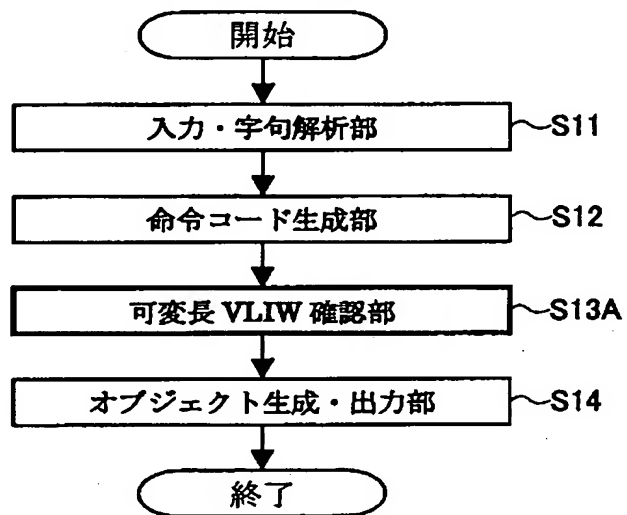 開始
入力・字句解析部 S11
命令コード生成部 S12
可変長 VLIW 確認部 S13A
オブジェクト生成・出力部 S14
終了